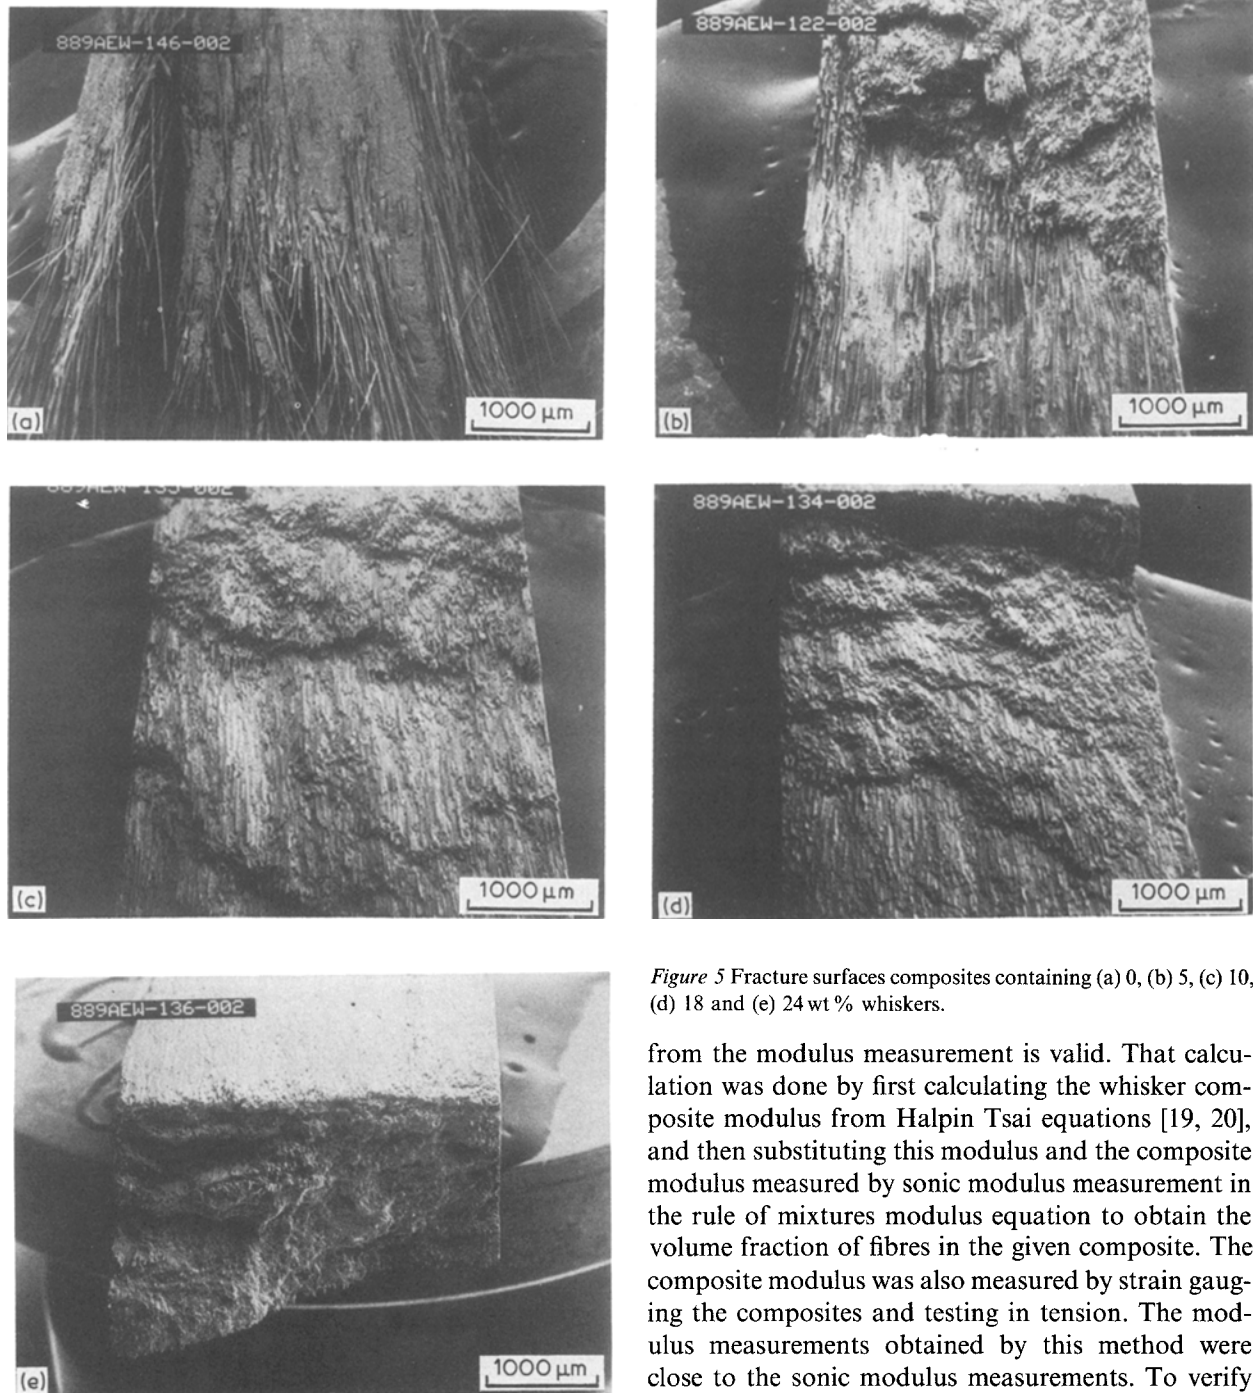 889AEW-146-002
1000 μm
(a)
889AEW-122-002
1000 μm
(b)
1000 μm
(c)
889AEW-134-002
1000 μm
(d)
889AEW-136-002
1000 μm
(e)
Figure 5 Fracture surfaces composites containing (a) 0, (b) 5, (c) 10,
(d) 18 and (e) 24 wt % whiskers.
from the modulus measurement is valid. That calcu-
lation was done by first calculating the whisker com-
posite modulus from Halpin Tsai equations [19, 20],
and then substituting this modulus and the composite
modulus measured by sonic modulus measurement in
the rule of mixtures modulus equation to obtain the
volume fraction of fibres in the given composite. The
composite modulus was also measured by strain gaug-
ing the composites and testing in tension. The mod-
ulus measurements obtained by this method were
close to the sonic modulus measurements. To verify